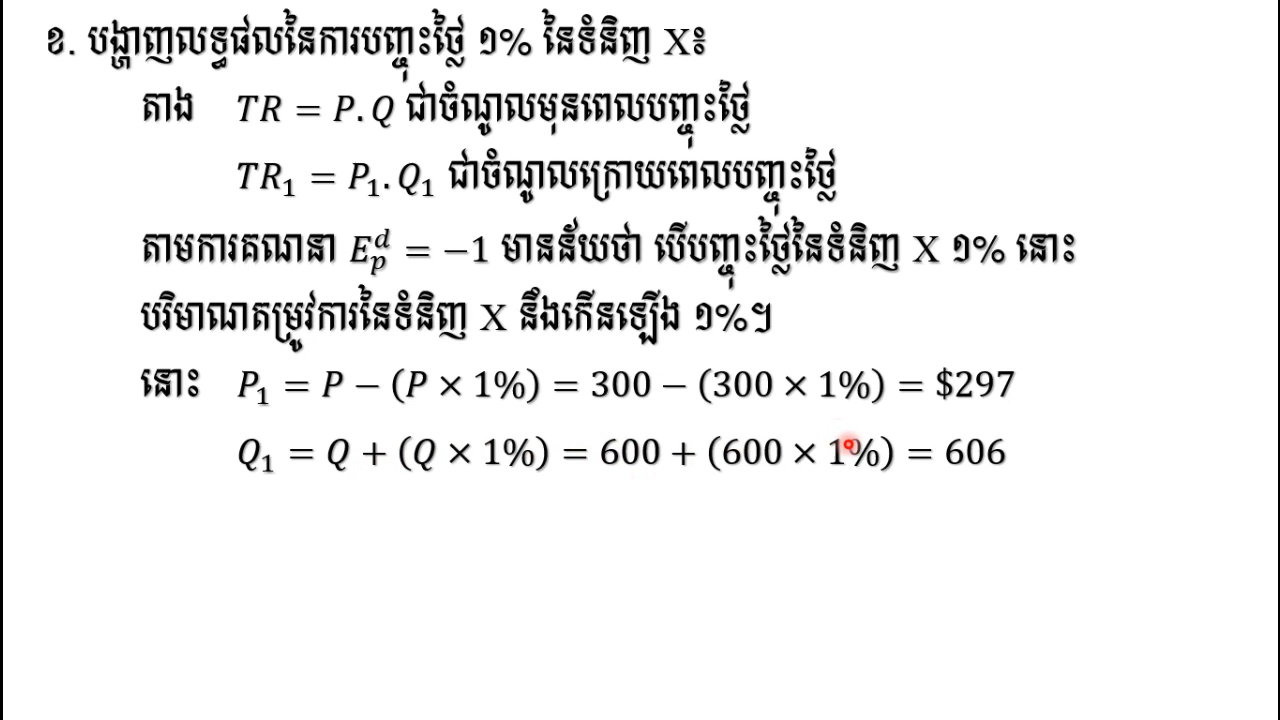 ខ. បង្ហាញលទ្ធផលនៃការបញ្ចុះថ្លៃ ១% នៃទំនិញ X៖
តាង TR = P.Q ជាចំណូលមុនពេលបញ្ចុះថ្លៃ
TR₁ = P₁.Q₁ ជាចំណូលក្រោយពេលបញ្ចុះថ្លៃ
តាមការគណនា Eᵈₚ = −1 មានន័យថា បើបញ្ចុះថ្លៃនៃទំនិញ X ១% នោះ
បរិមាណតម្រូវការនៃទំនិញ X នឹងកើនឡើង ១%។
នោះ P₁ = P − (P × 1%) = 300 − (300 × 1%) = $297
Q₁ = Q + (Q × 1%) = 600 + (600 × 1%) = 606